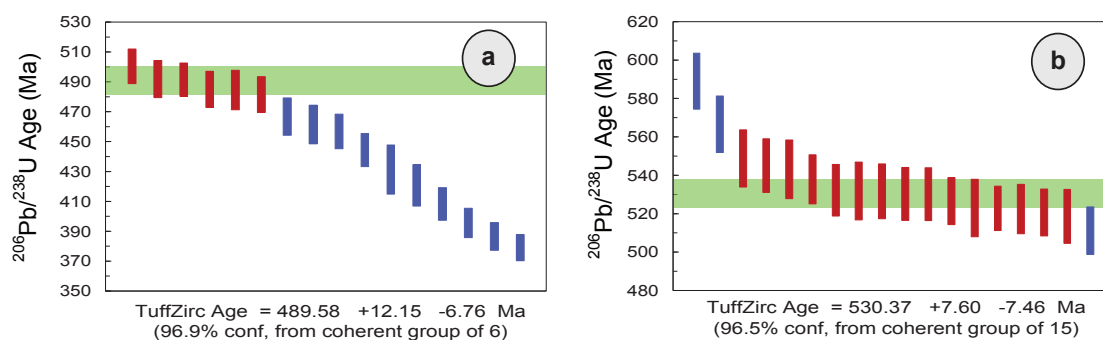 530
510
490
470
450
430
410
390
370
350
206Pb/238U Age (Ma)
a
TuffZirc Age = 489.58 +12.15 -6.76 Ma
(96.9% conf, from coherent group of 6)
620
600
580
560
540
520
500
480
206Pb/238U Age (Ma)
b
TuffZirc Age = 530.37 +7.60 -7.46 Ma
(96.5% conf, from coherent group of 15)